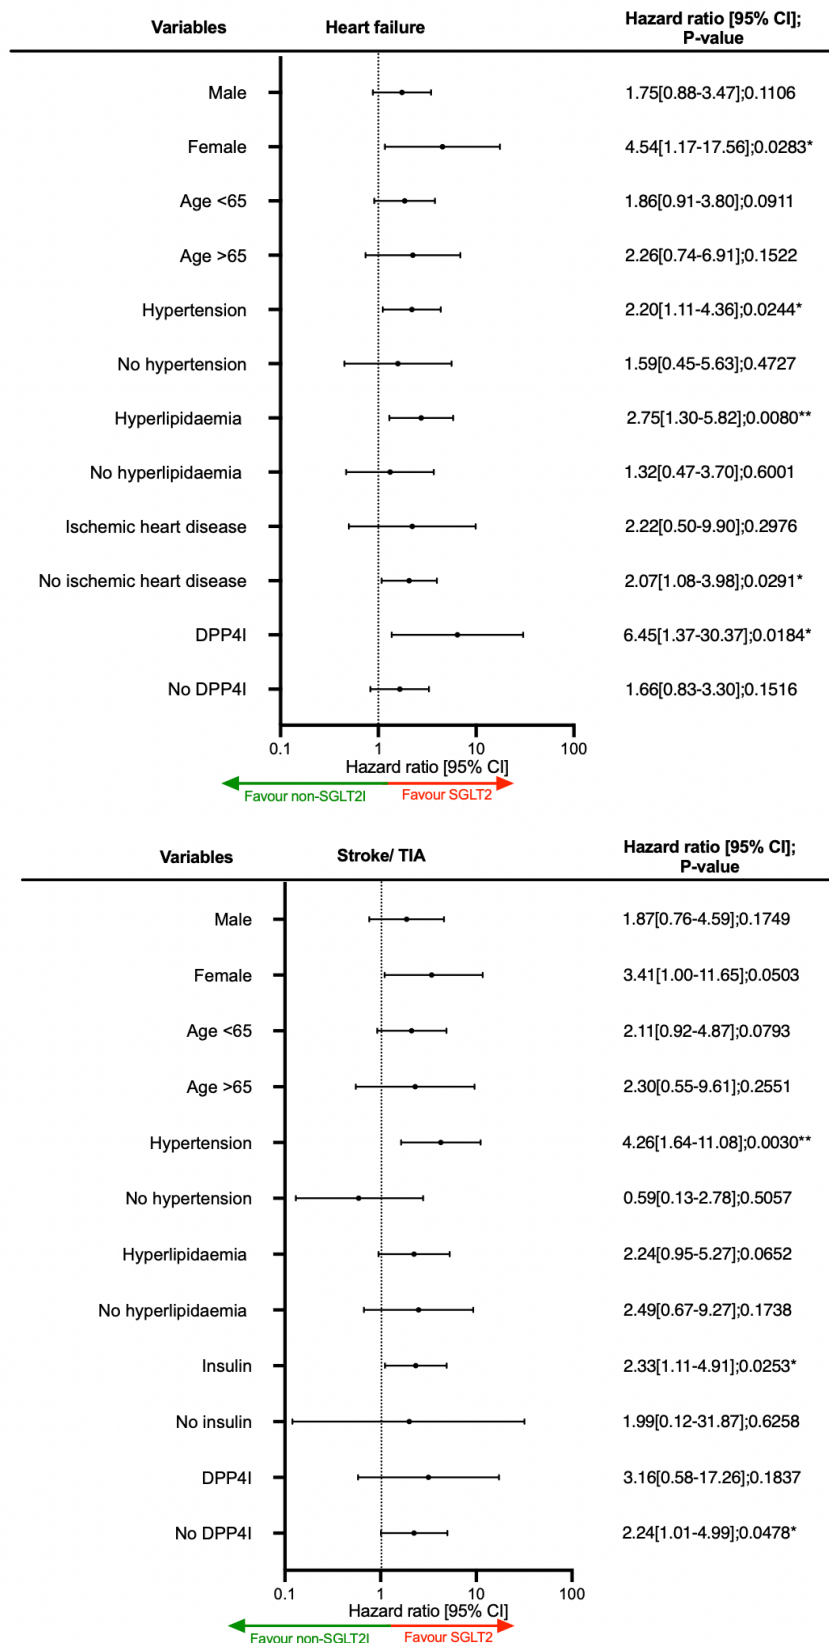 Variables Heart failure Hazard ratio [95% CI];
P-value
Male 1.75[0.88-3.47];0.1106
Female 4.54[1.17-17.56];0.0283*
Age <65 1.86[0.91-3.80];0.0911
Age >65 2.26[0.74-6.91];0.1522
Hypertension 2.20[1.11-4.36];0.0244*
No hypertension 1.59[0.45-5.63];0.4727
Hyperlipidaemia 2.75[1.30-5.82];0.0080**
No hyperlipidaemia 1.32[0.47-3.70];0.6001
Ischemic heart disease 2.22[0.50-9.90];0.2976
No ischemic heart disease 2.07[1.08-3.98];0.0291*
DPP4I 6.45[1.37-30.37];0.0184*
No DPP4I 1.66[0.83-3.30];0.1516
0.1 1 10 100
Hazard ratio [95% CI]
Favour non-SGLT2I Favour SGLT2
Variables Stroke/ TIA Hazard ratio [95% CI];
P-value
Male 1.87[0.76-4.59];0.1749
Female 3.41[1.00-11.65];0.0503
Age <65 2.11[0.92-4.87];0.0793
Age >65 2.30[0.55-9.61];0.2551
Hypertension 4.26[1.64-11.08];0.0030**
No hypertension 0.59[0.13-2.78];0.5057
Hyperlipidaemia 2.24[0.95-5.27];0.0652
No hyperlipidaemia 2.49[0.67-9.27];0.1738
Insulin 2.33[1.11-4.91];0.0253*
No insulin 1.99[0.12-31.87];0.6258
DPP4I 3.16[0.58-17.26];0.1837
No DPP4I 2.24[1.01-4.99];0.0478*
0.1 1 10 100
Hazard ratio [95% CI]
Favour non-SGLT2I Favour SGLT2